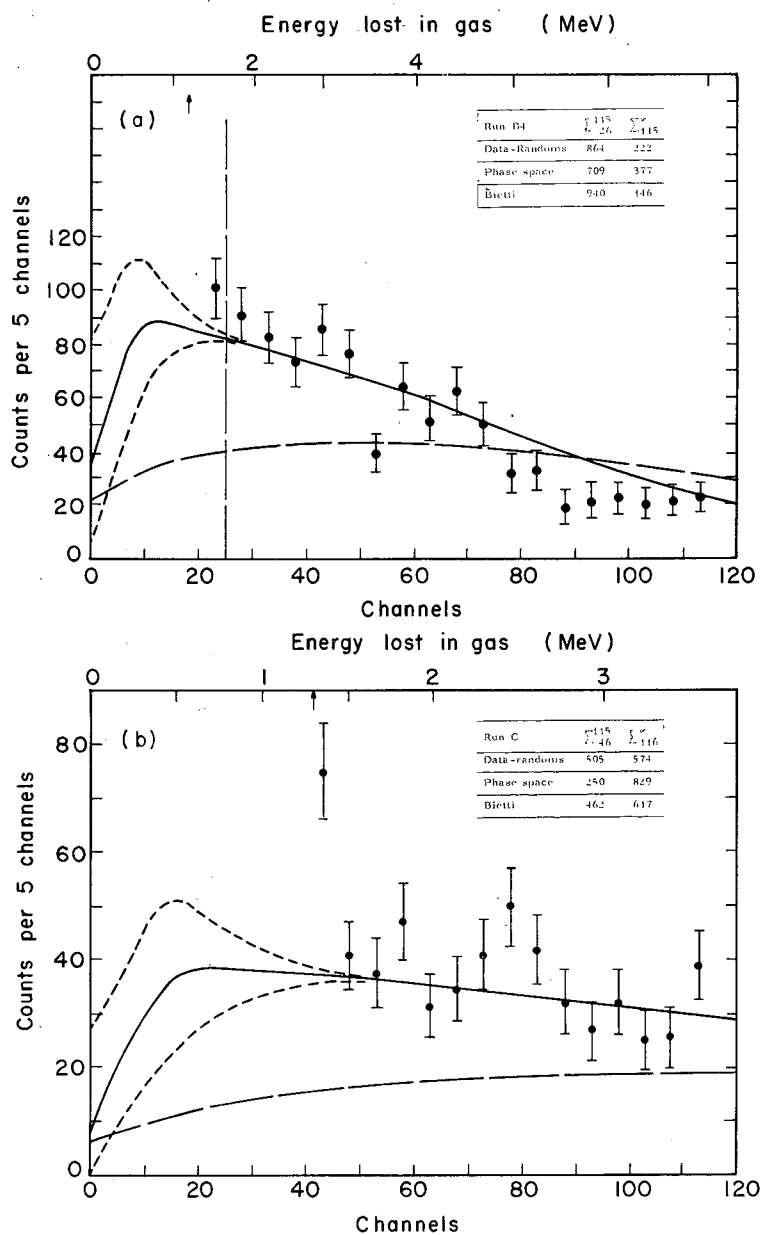 Energy lost in gas (MeV)
0 2 4
(a)
Run B4
Data-Randoms 864 222
Phase space 709 377
Bietti 940 146
Counts per 5 channels
120
100
80
60
40
20
0
0 20 40 60 80 100 120
Channels
Energy lost in gas (MeV)
0 1 2 3
(b)
Run C
Data-randoms 505 574
Phase space 250 829
Bietti 462 617
Counts per 5 channels
80
60
40
20
0
0 20 40 60 80 100 120
Channels